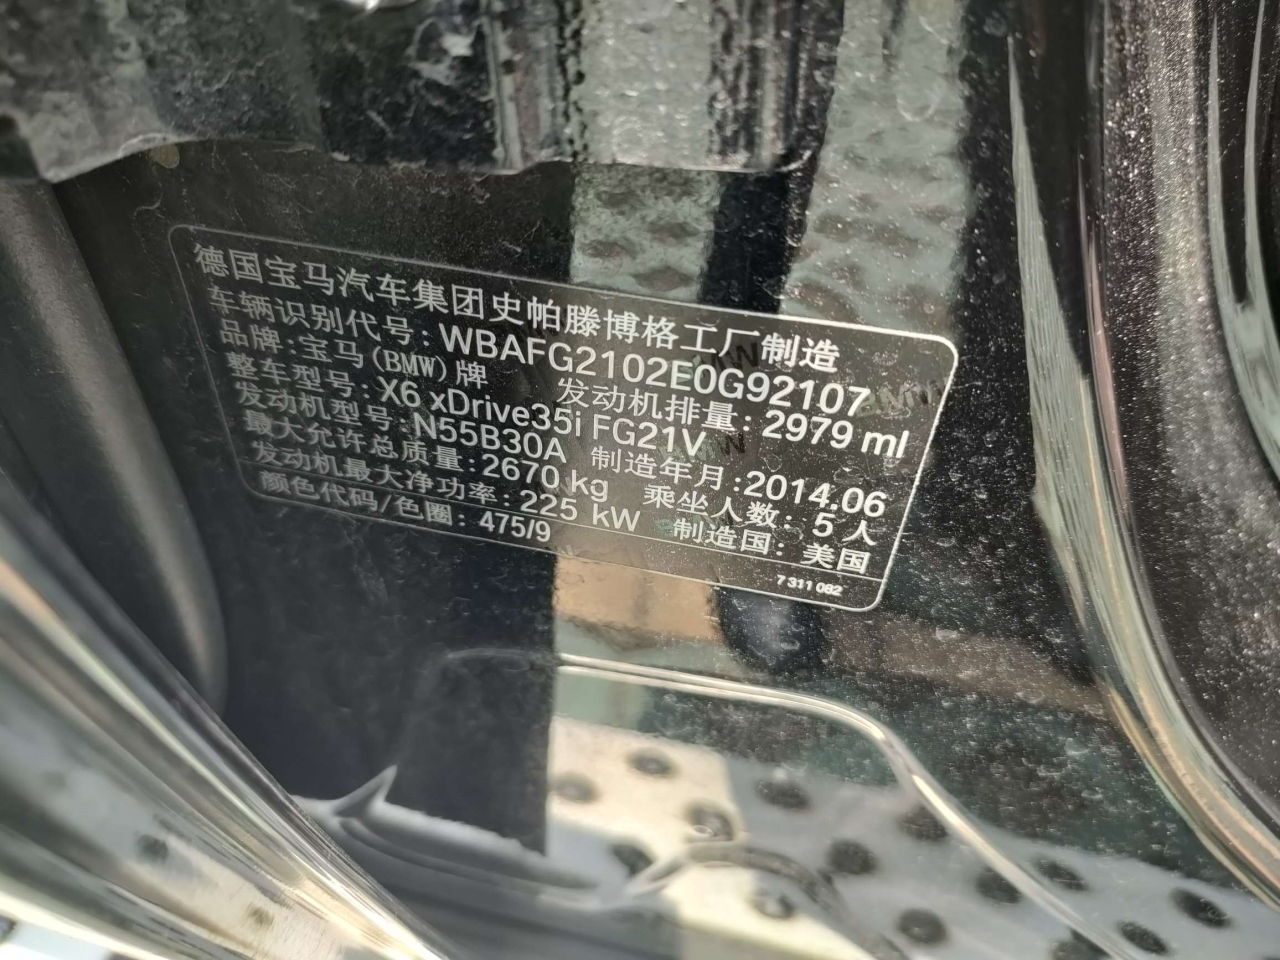 德国宝马汽车集团史帕滕博格工厂制造
车辆识别代号: WBAFG2102E0G92107
品牌:宝马(BMW)牌 发动机排量: 2979 ml
整车型号: X6 xDrive35i FG21V
发动机型号:N55B30A 制造年月:2014.06
最大允许总质量:2670 kg 乘坐人数: 5 人
发动机最大净功率: 225 kW 制造国: 美国
颜色代码/色圈: 475/9
7 311 082